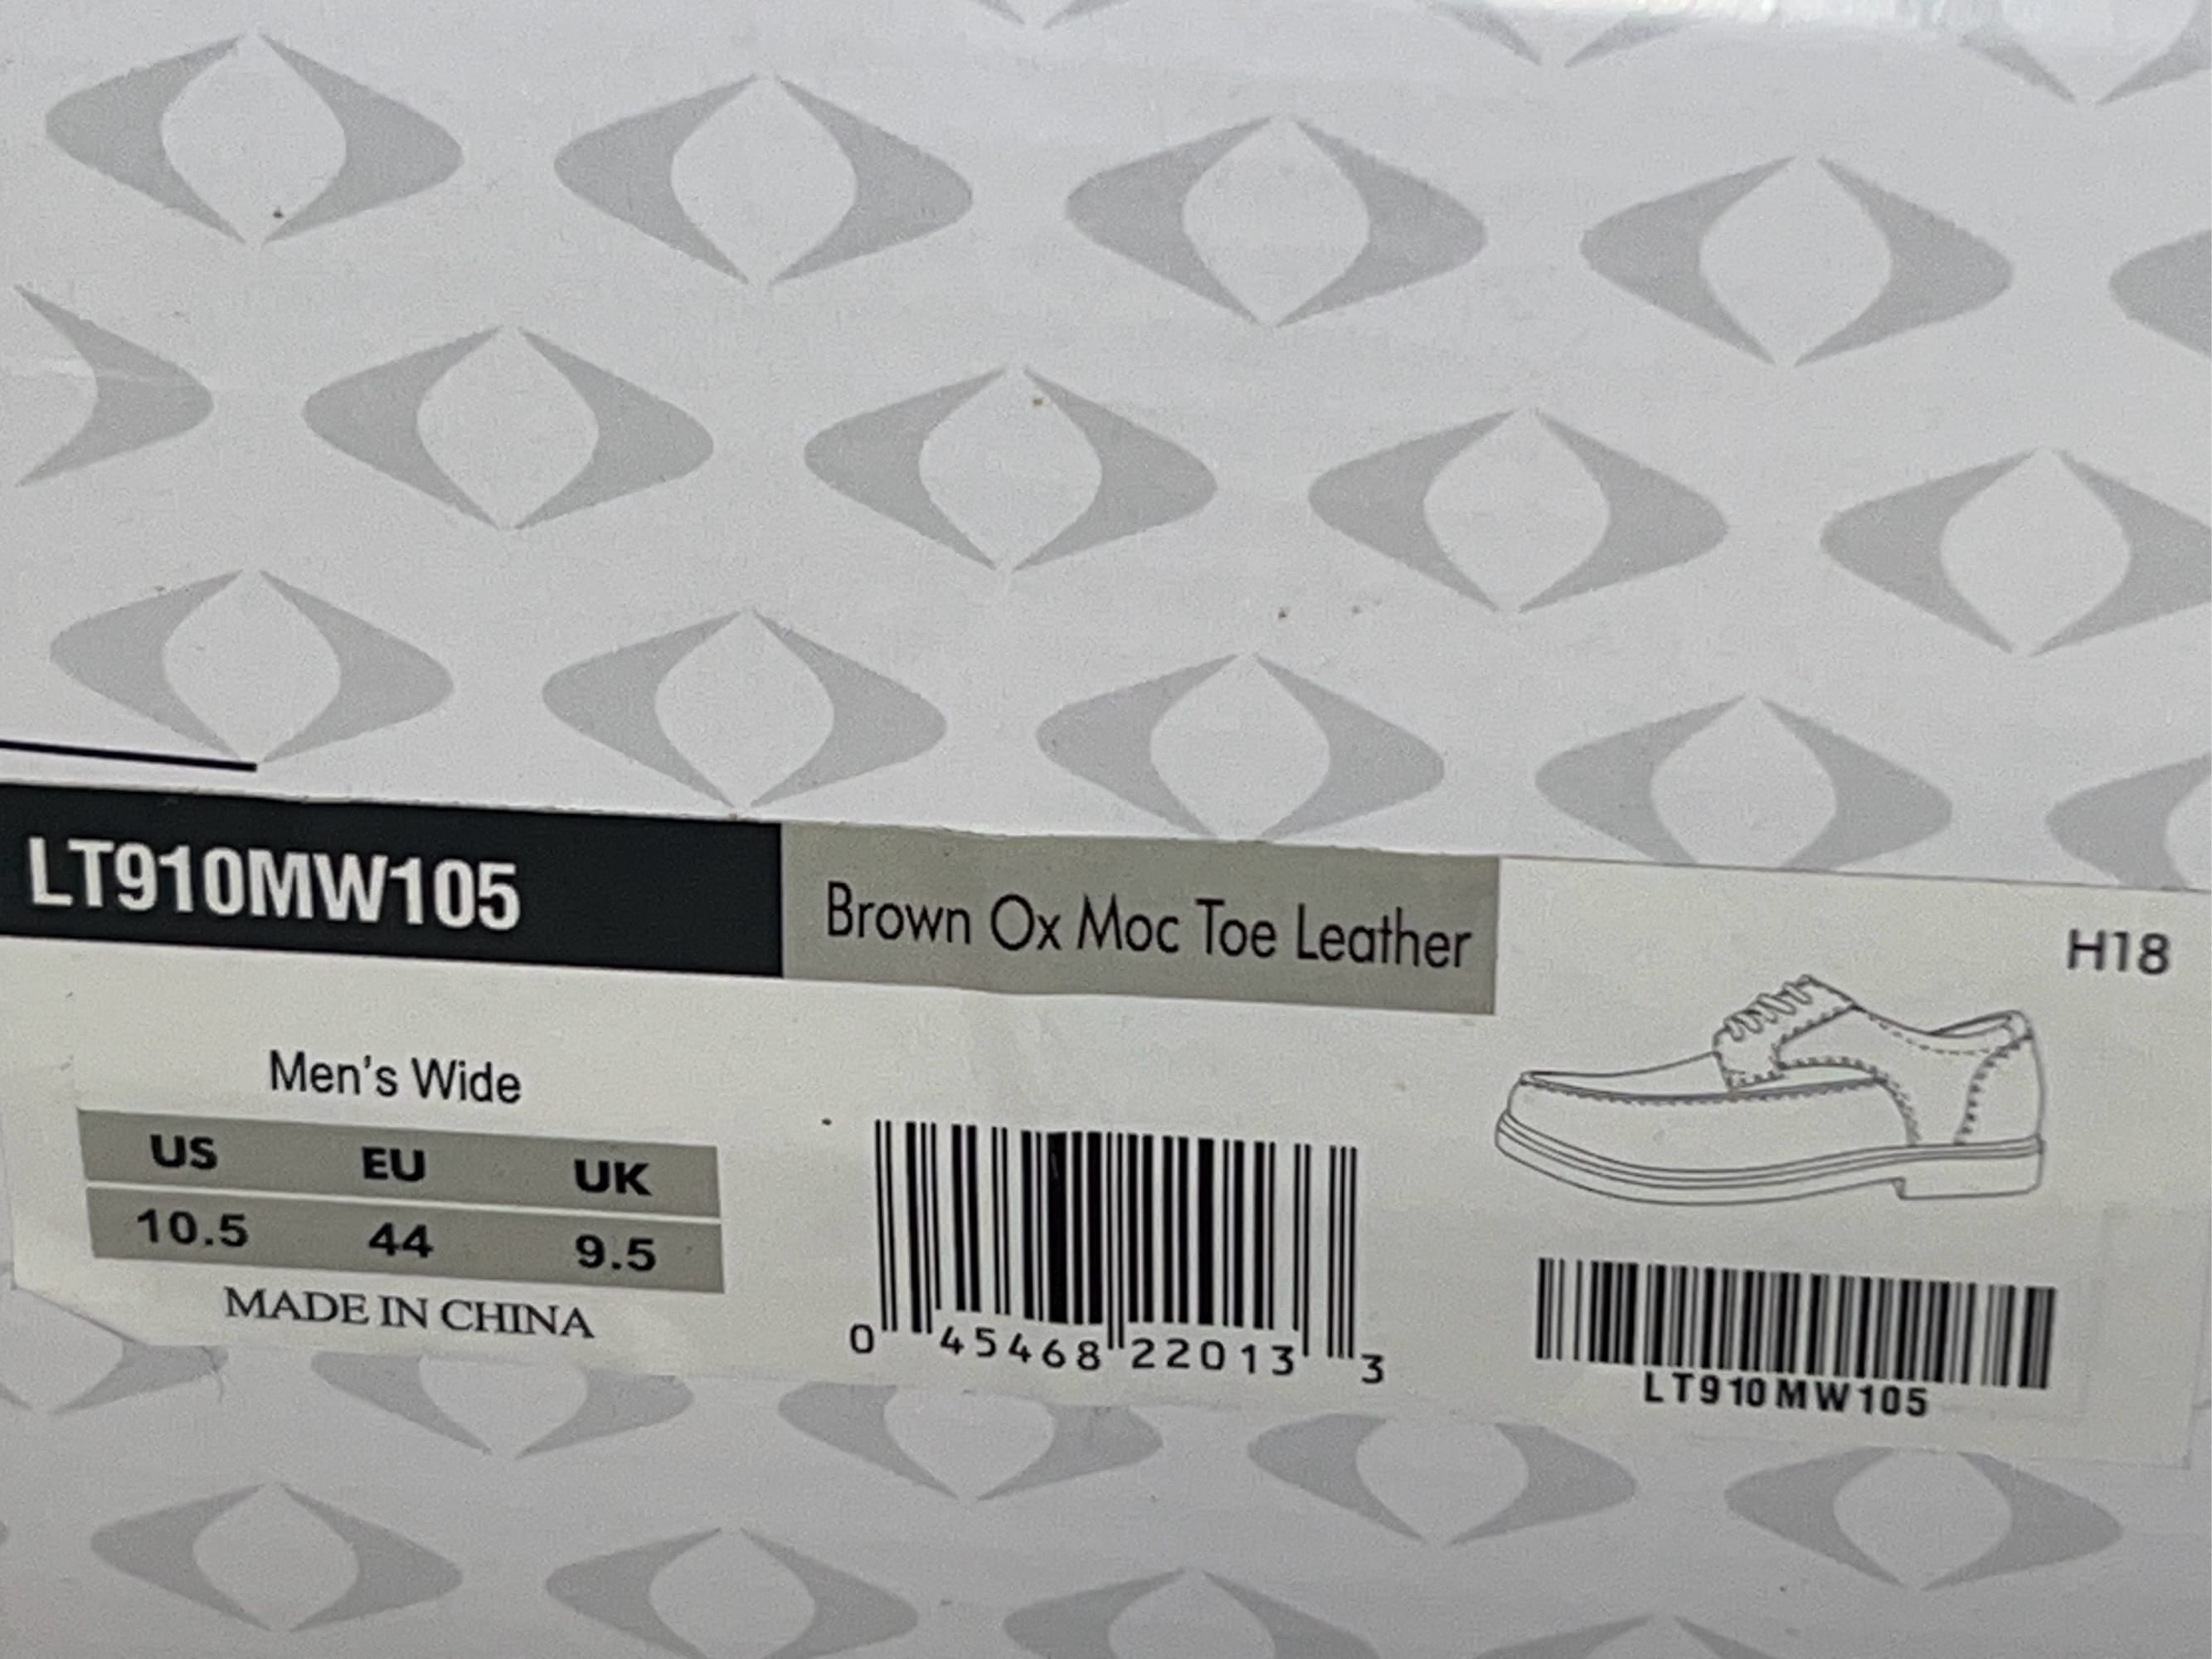 LT910MW105
Brown Ox Moc Toe Leather
H18
Men's Wide
US EU UK
10.5 44 9.5
MADE IN CHINA
0 45468 22013 3
LT910MW105